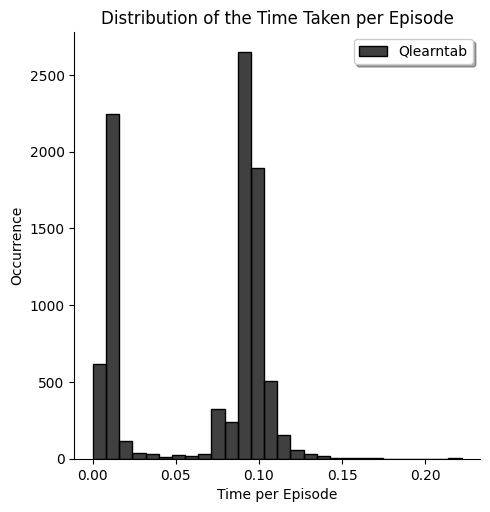 Distribution of the Time Taken per Episode
Qlearntab
2500
2000
1500
1000
500
0
Occurrence
0.00 0.05 0.10 0.15 0.20
Time per Episode